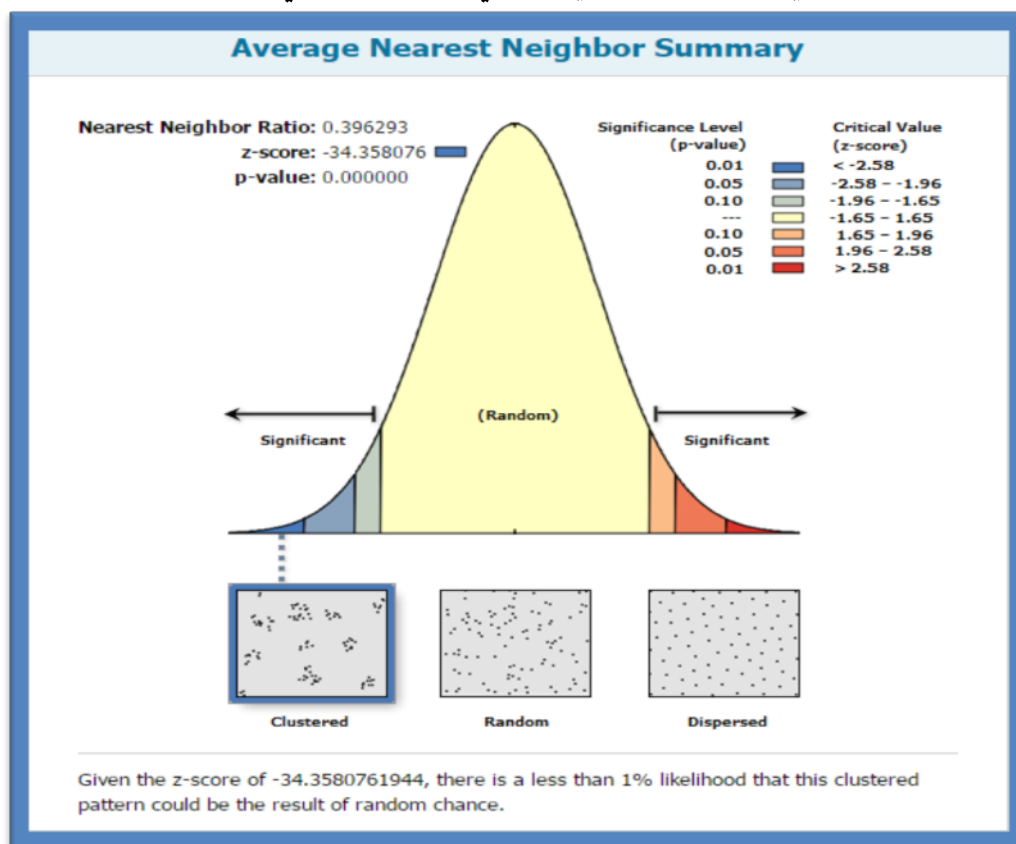 Average Nearest Neighbor Summary
Nearest Neighbor Ratio: 0.396293
z-score: -34.358076
p-value: 0.000000
Significance Level Critical Value
(p-value) (z-score)
0.01 < -2.58
0.05 -2.58 – -1.96
0.10 -1.96 – -1.65
--- -1.65 – 1.65
0.10 1.65 – 1.96
0.05 1.96 – 2.58
0.01 > 2.58
(Random)
Significant Significant
Clustered Random Dispersed
Given the z-score of -34.3580761944, there is a less than 1% likelihood that this clustered
pattern could be the result of random chance.